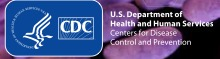 CDC
U.S. Department of
Health and Human Services
Centers for Disease
Control and Prevention